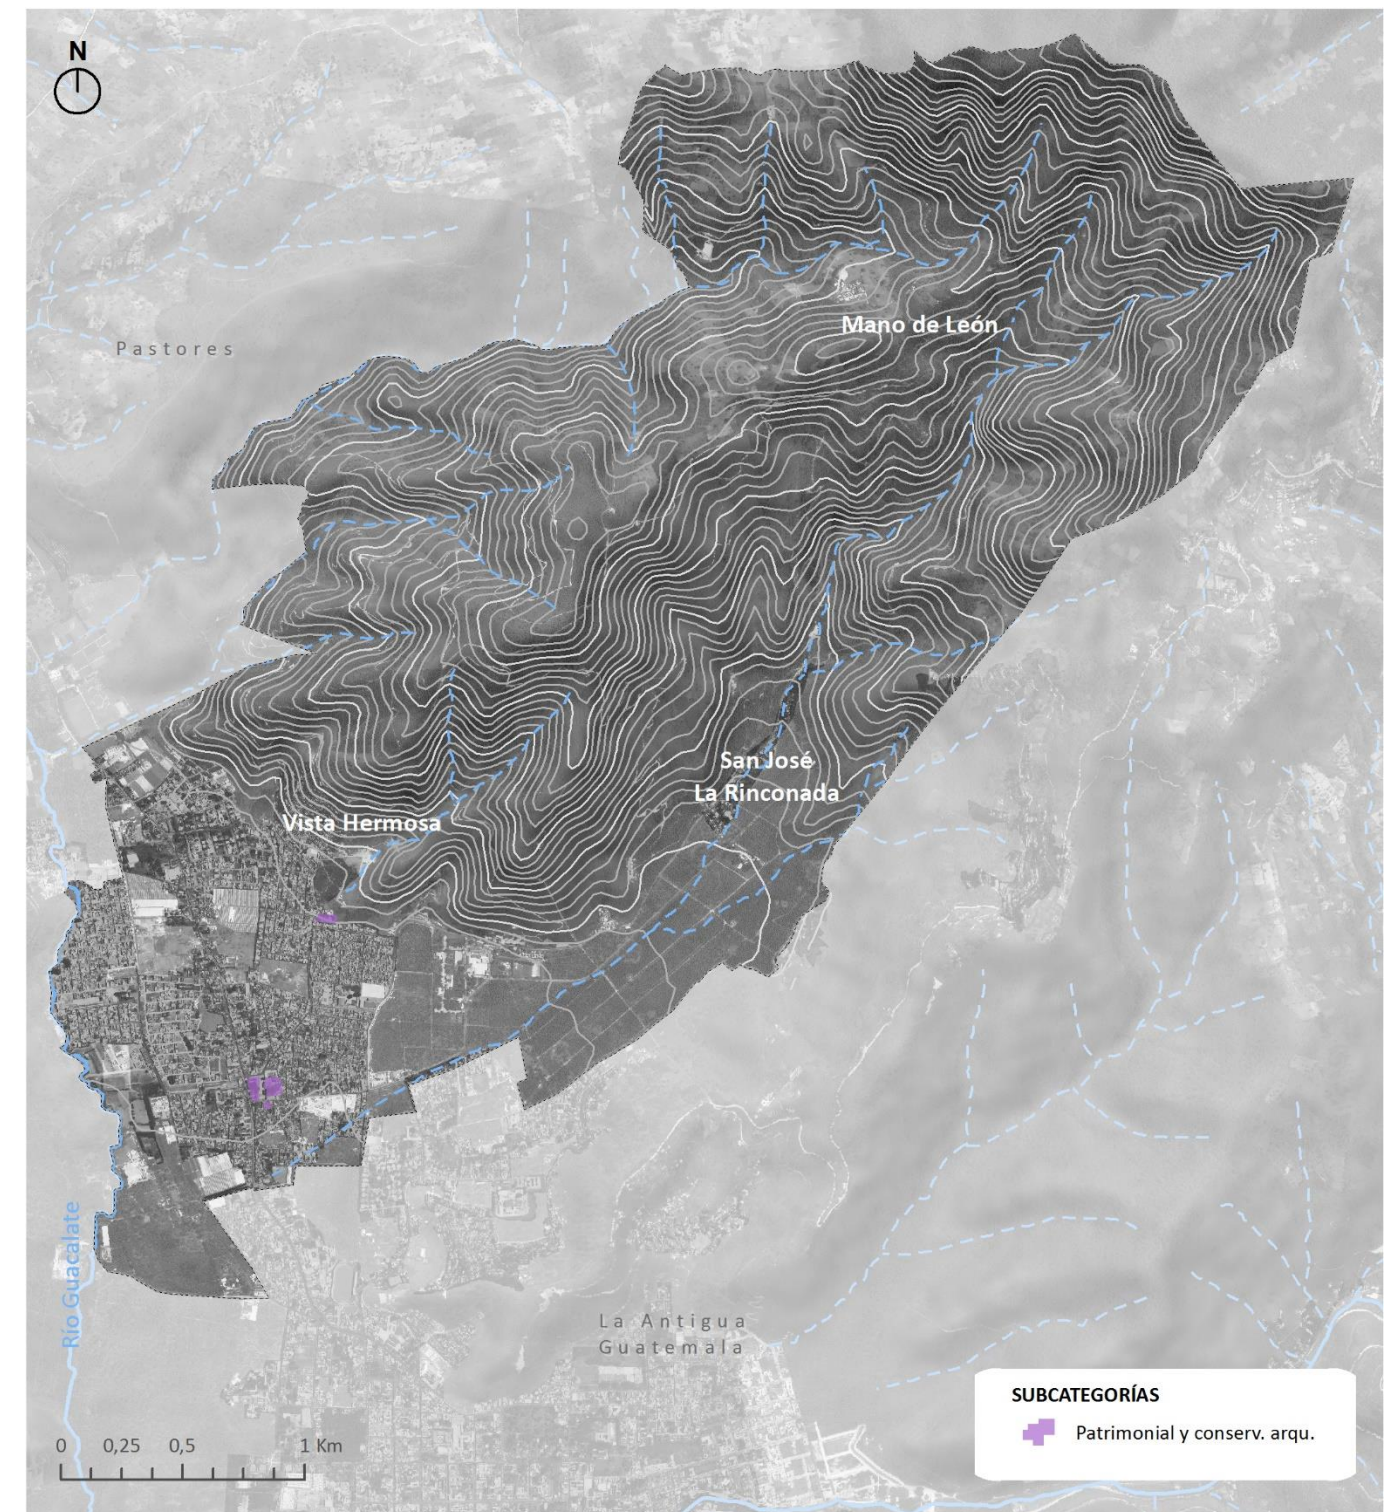 N
Pastores
Mano de León
San José
La Rinconada
Vista Hermosa
Río Guacalate
La Antigua
Guatemala
SUBCATEGORÍAS
Patrimonial y conserv. arqu.
0 0,25 0,5 1 Km